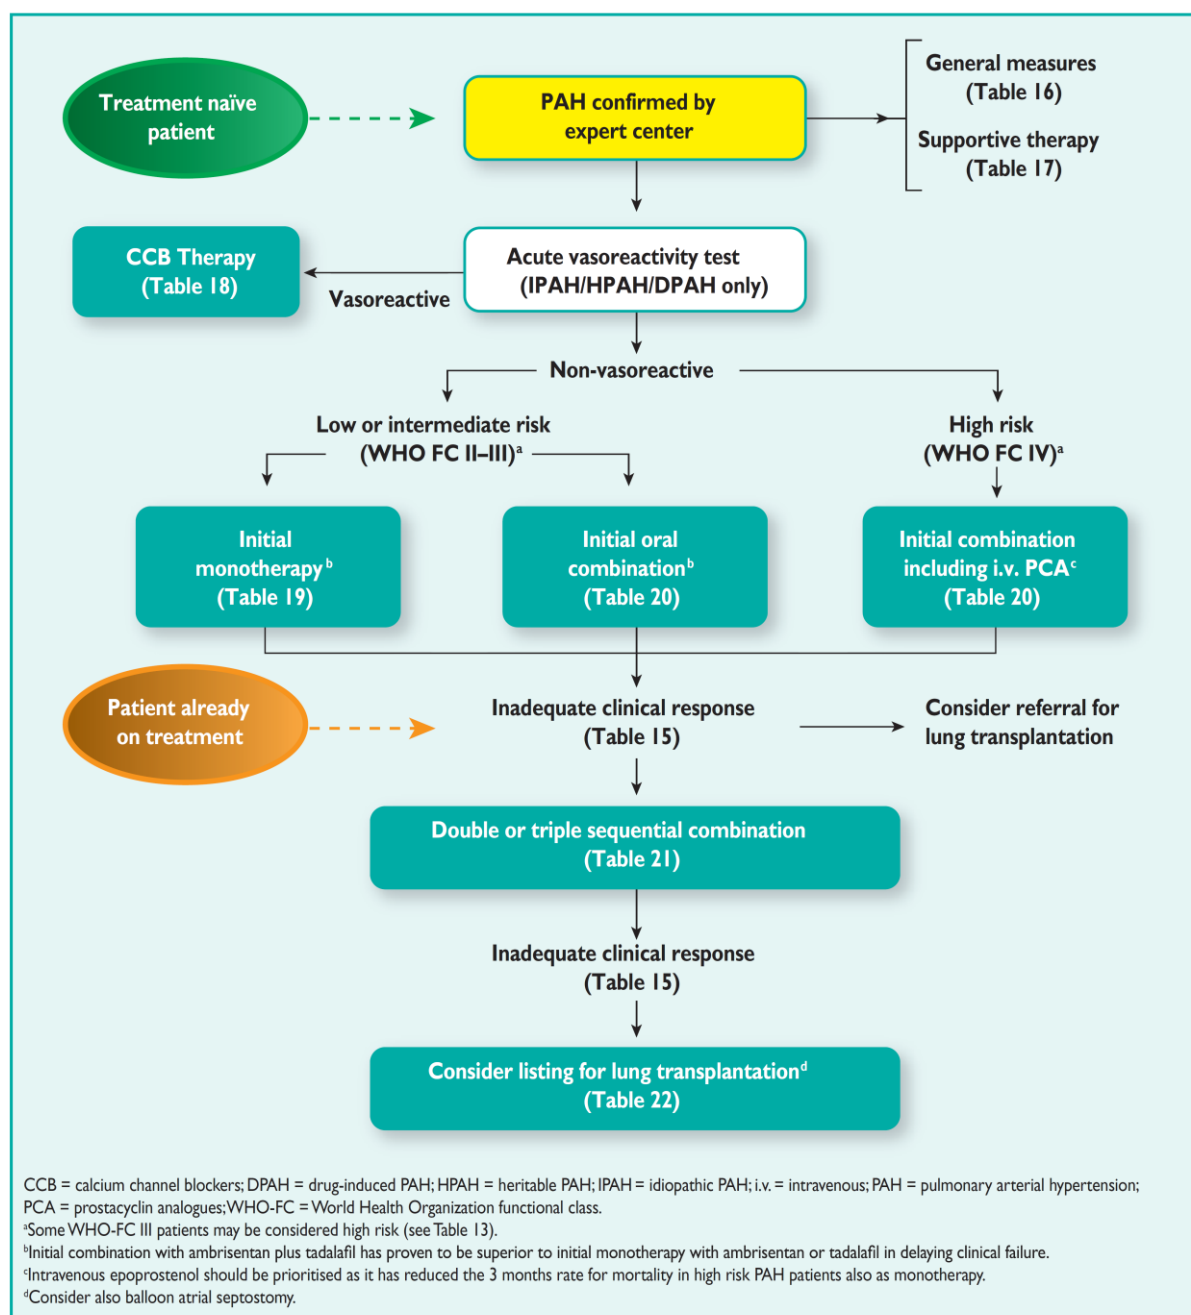 Treatment naïve
patient
PAH confirmed by
expert center
General measures
(Table 16)
Supportive therapy
(Table 17)
CCB Therapy
(Table 18)
Vasoreactive
Acute vasoreactivity test
(IPAH/HPAH/DPAH only)
Non-vasoreactive
Low or intermediate risk
(WHO FC II–III)ᵃ
High risk
(WHO FC IV)ᵃ
Initial
monotherapyᵇ
(Table 19)
Initial oral
combinationᵇ
(Table 20)
Initial combination
including i.v. PCAᶜ
(Table 20)
Patient already
on treatment
Inadequate clinical response
(Table 15)
Consider referral for
lung transplantation
Double or triple sequential combination
(Table 21)
Inadequate clinical response
(Table 15)
Consider listing for lung transplantationᵈ
(Table 22)
CCB = calcium channel blockers; DPAH = drug-induced PAH; HPAH = heritable PAH; IPAH = idiopathic PAH; i.v. = intravenous; PAH = pulmonary arterial hypertension;
PCA = prostacyclin analogues; WHO-FC = World Health Organization functional class.
ᵃSome WHO-FC III patients may be considered high risk (see Table 13).
ᵇInitial combination with ambrisentan plus tadalafil has proven to be superior to initial monotherapy with ambrisentan or tadalafil in delaying clinical failure.
ᶜIntravenous epoprostenol should be prioritised as it has reduced the 3 months rate for mortality in high risk PAH patients also as monotherapy.
ᵈConsider also balloon atrial septostomy.